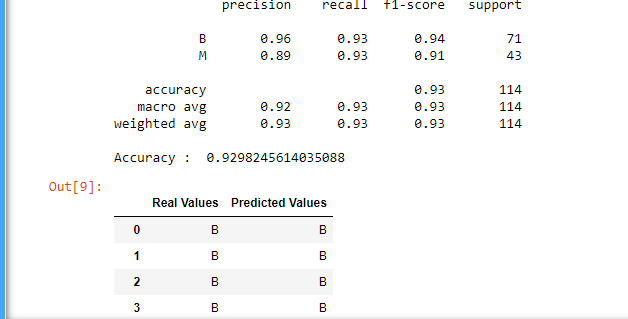 precision recall f1-score support
B 0.96 0.93 0.94 71
M 0.89 0.93 0.91 43
accuracy 0.93 114
macro avg 0.92 0.93 0.93 114
weighted avg 0.93 0.93 0.93 114
Accuracy : 0.9298245614035088
Out[9]:
Real Values Predicted Values
0 B B
1 B B
2 B B
3 B B